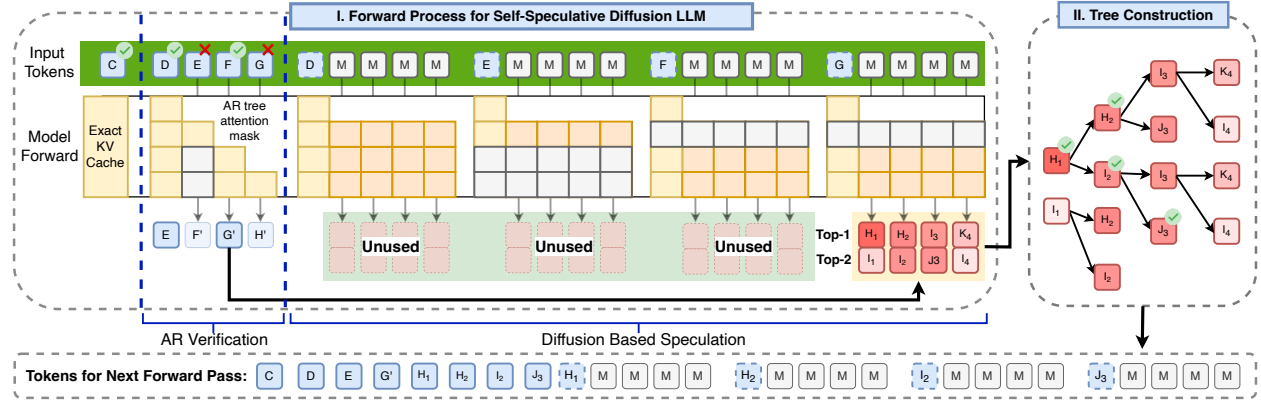 I. Forward Process for Self-Speculative Diffusion LLM
II. Tree Construction
Input
Tokens
C D E F G D M M M M E M M M M F M M M M G M M M M
Model
Forward
Exact
KV
Cache
AR tree
attention
mask
E F' G' H'
Unused
Unused
Unused
Top-1
H1 H2 I3 K4
Top-2
I1 I2 J3 I4
AR Verification
Diffusion Based Speculation
I3 K4
H2
J3 I4
H1
I2 I3 K4
I1
H2
J3 I4
I2
Tokens for Next Forward Pass: C D E G' H1 H2 I2 J3 H1 M M M M H2 M M M M I2 M M M M J3 M M M M